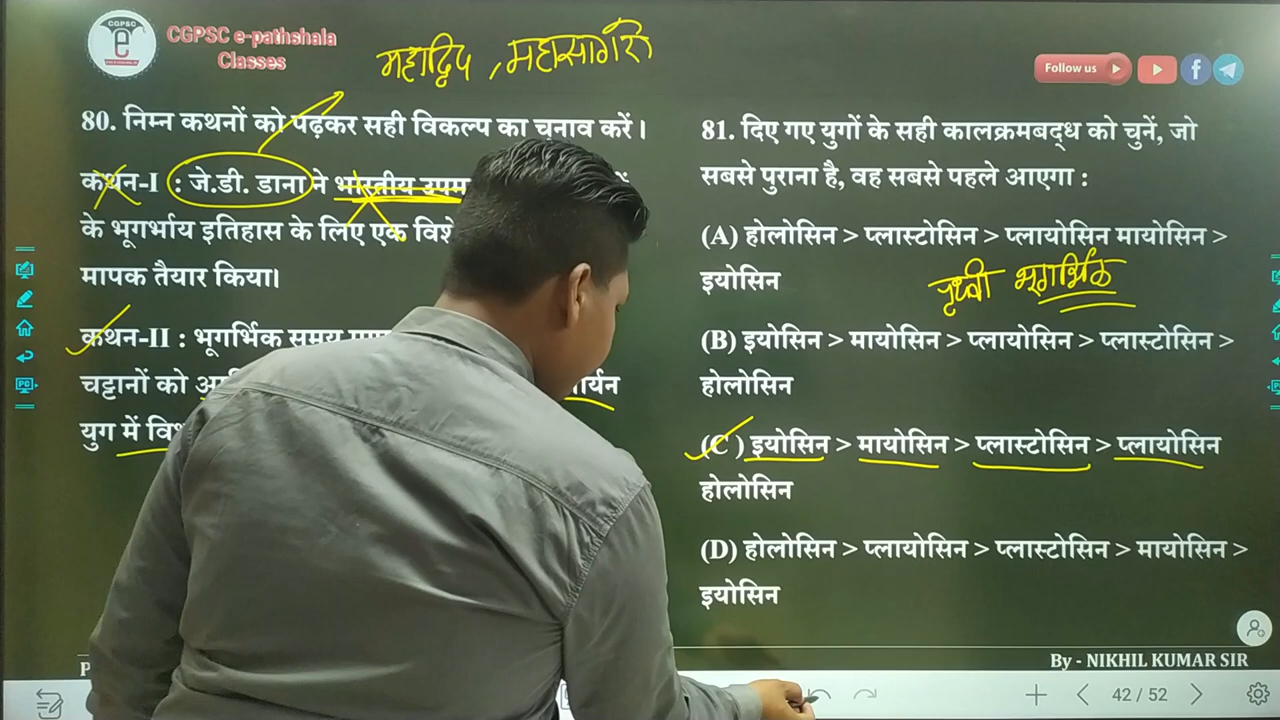 CGPSC
CGPSC e-pathshala
Classes
महाद्विप , महासागरि
Follow us
80. निम्न कथनों को पढ़कर सही विकल्प का चुनाव करें।
कथन-I : जे.डी. डाना ने भारतीय उपम
के भूगर्भाय इतिहास के लिए एक विशे
मापक तैयार किया।
कथन-II : भूगर्भिक समय
चट्टानों को
युग में
81. दिए गए युगों के सही कालक्रमबद्ध को चुनें, जो
सबसे पुराना है, वह सबसे पहले आएगा :
(A) होलोसिन > प्लास्टोसिन > प्लायोसिन मायोसिन >
इयोसिन
पृथ्वी भूगर्भिक
(B) इयोसिन > मायोसिन > प्लायोसिन > प्लास्टोसिन >
होलोसिन
(C ) इयोसिन > मायोसिन > प्लास्टोसिन > प्लायोसिन
होलोसिन
(D) होलोसिन > प्लायोसिन > प्लास्टोसिन > मायोसिन >
इयोसिन
By - NIKHIL KUMAR SIR
42 / 52